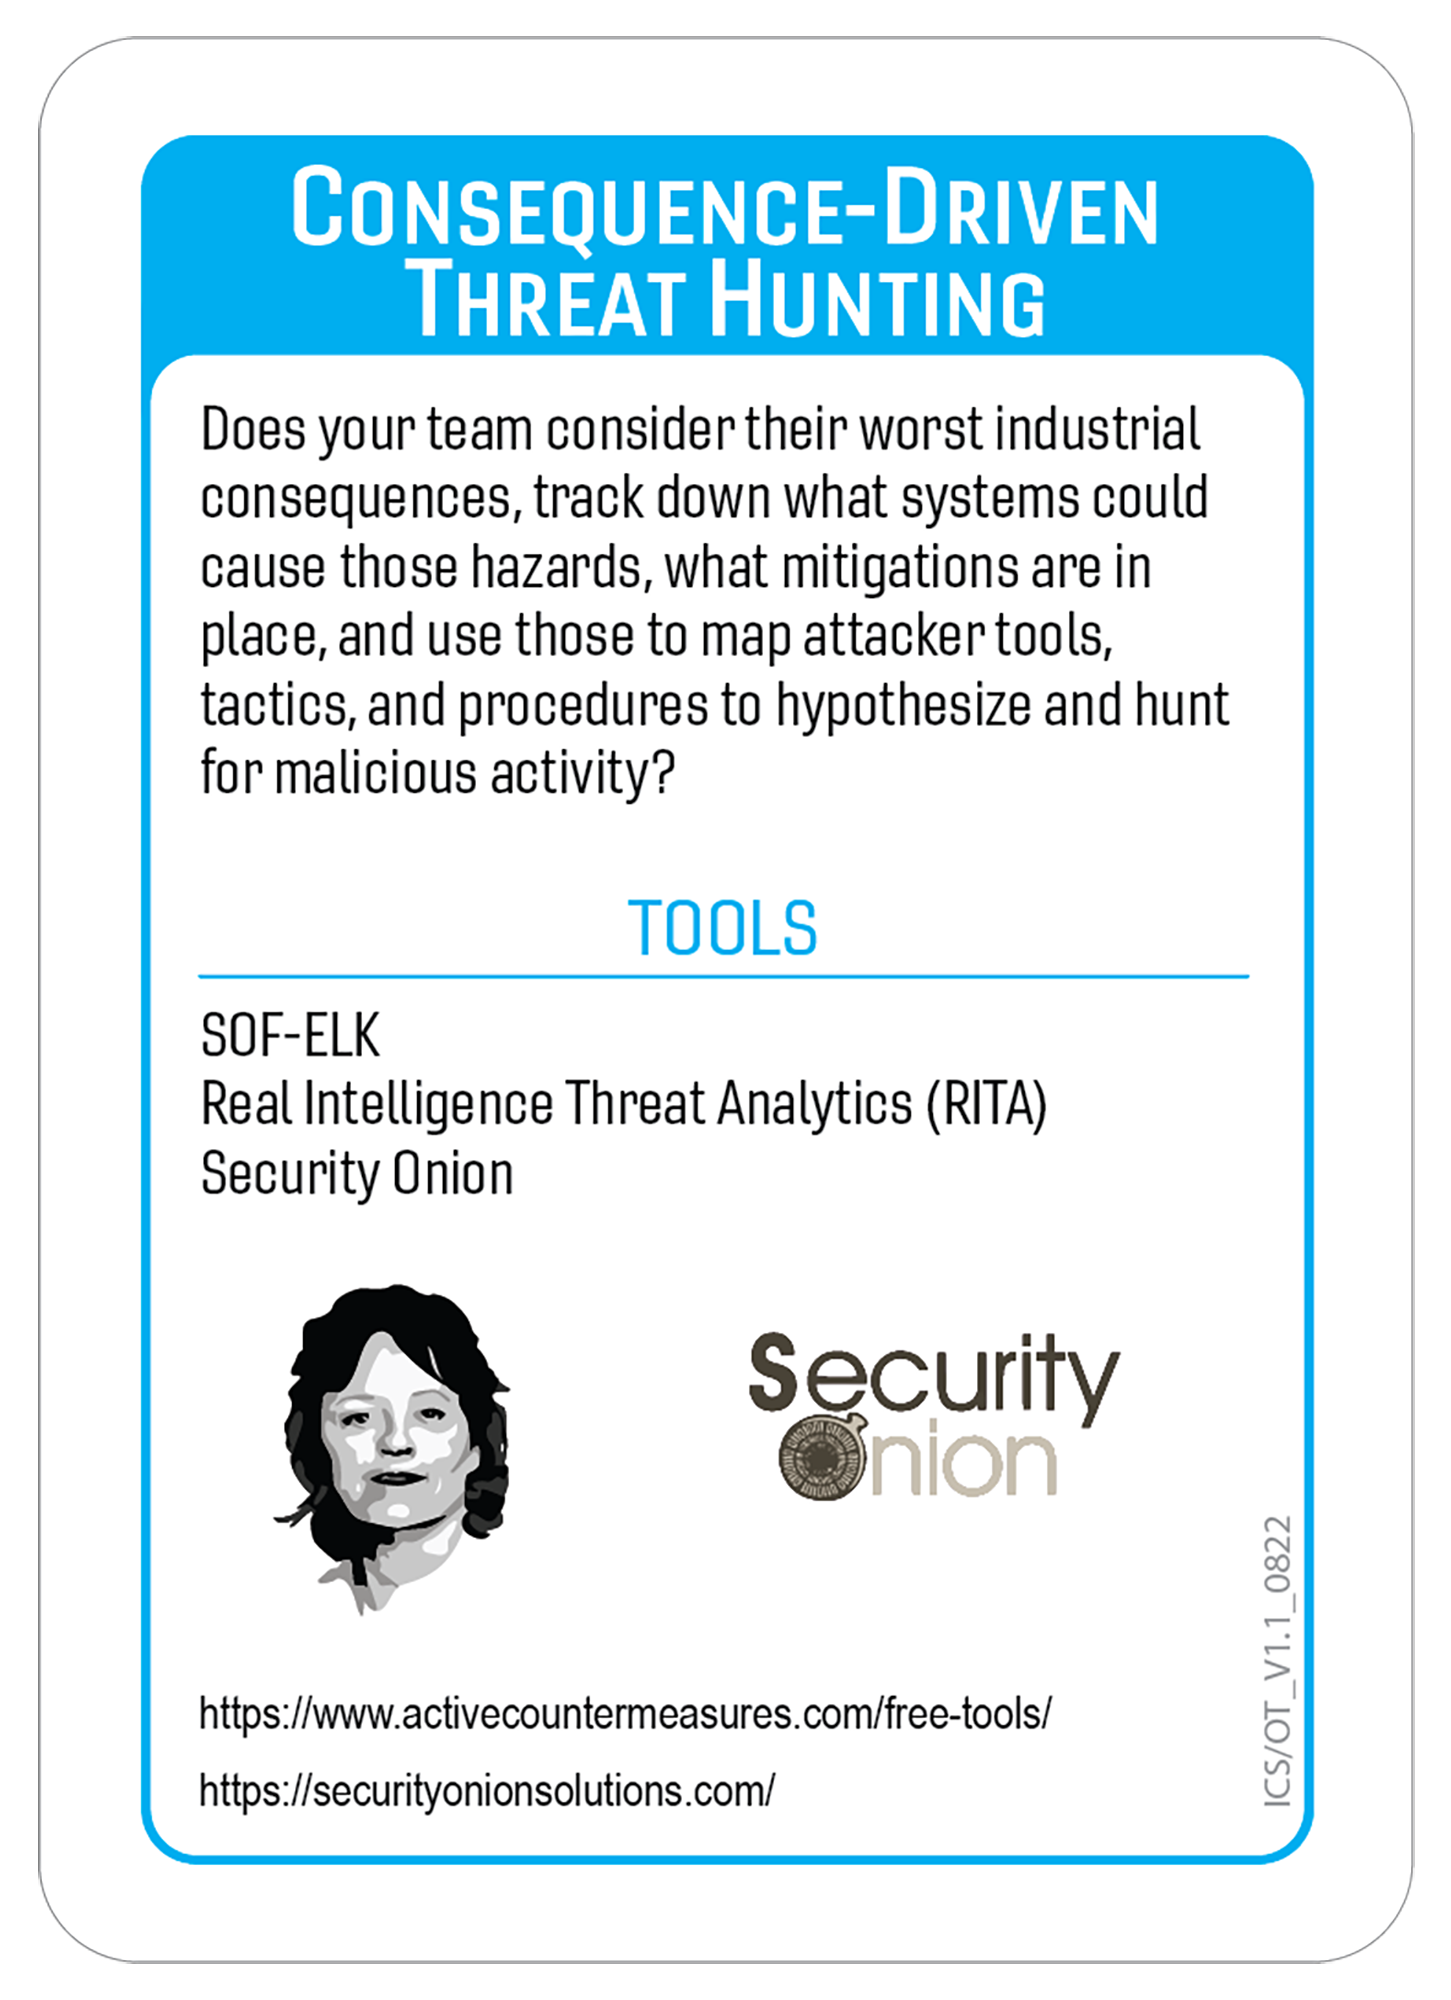 CONSEQUENCE-DRIVEN
THREAT HUNTING
Does your team consider their worst industrial
consequences, track down what systems could
cause those hazards, what mitigations are in
place, and use those to map attacker tools,
tactics, and procedures to hypothesize and hunt
for malicious activity?
TOOLS
SOF-ELK
Real Intelligence Threat Analytics (RITA)
Security Onion
Security
Onion
https://www.activecountermeasures.com/free-tools/
https://securityonionsolutions.com/
ICS/OT_V1.1_0822